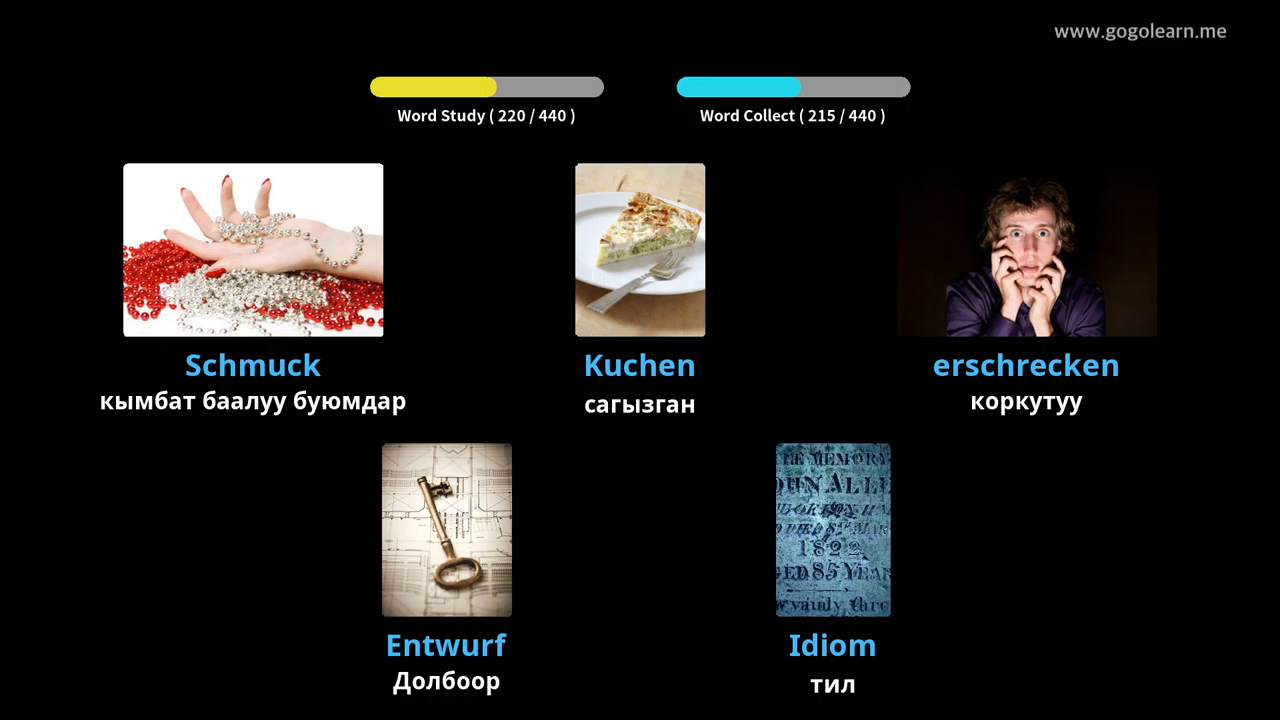 www.gogolearn.me
Word Study ( 220 / 440 )
Word Collect ( 215 / 440 )
Schmuck
кымбат баалуу буюмдар
Kuchen
сагызган
erschrecken
коркутуу
Entwurf
Долбоор
1822
Idiom
тил